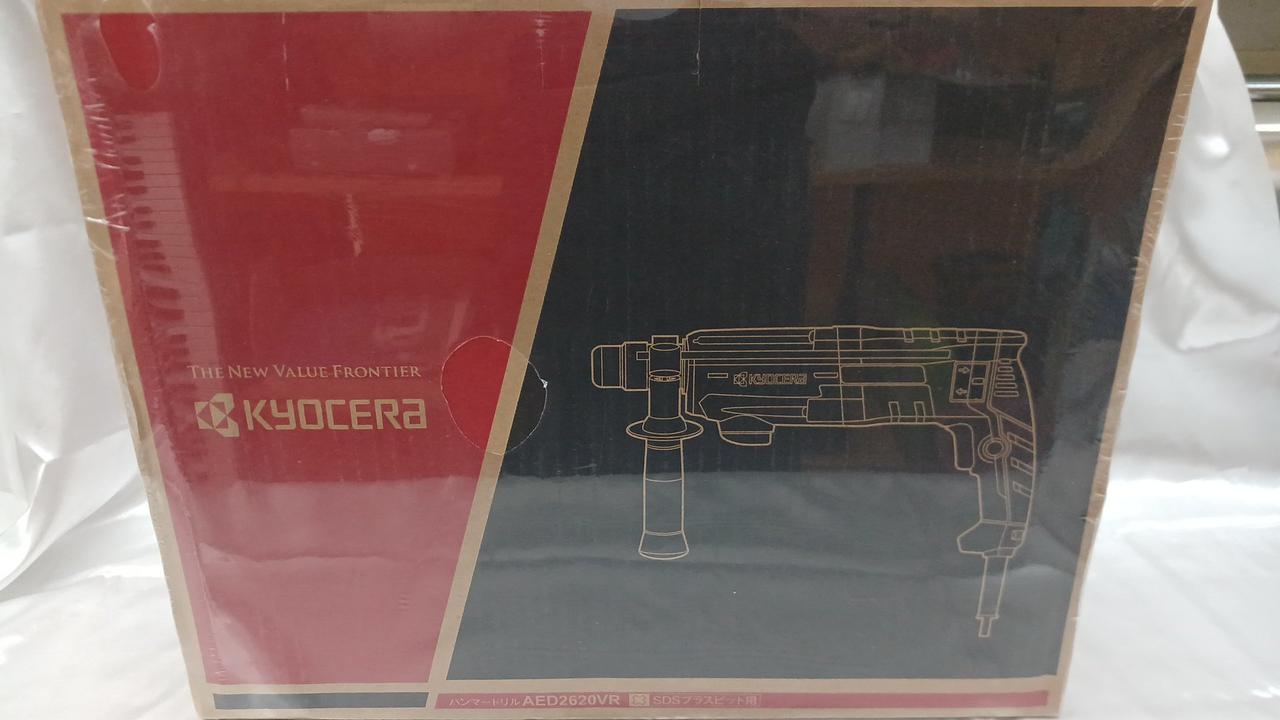 THE NEW VALUE FRONTIER
KYOCERA
KYOCERA
ハンマードリル AED2620VR SDSプラスビット用